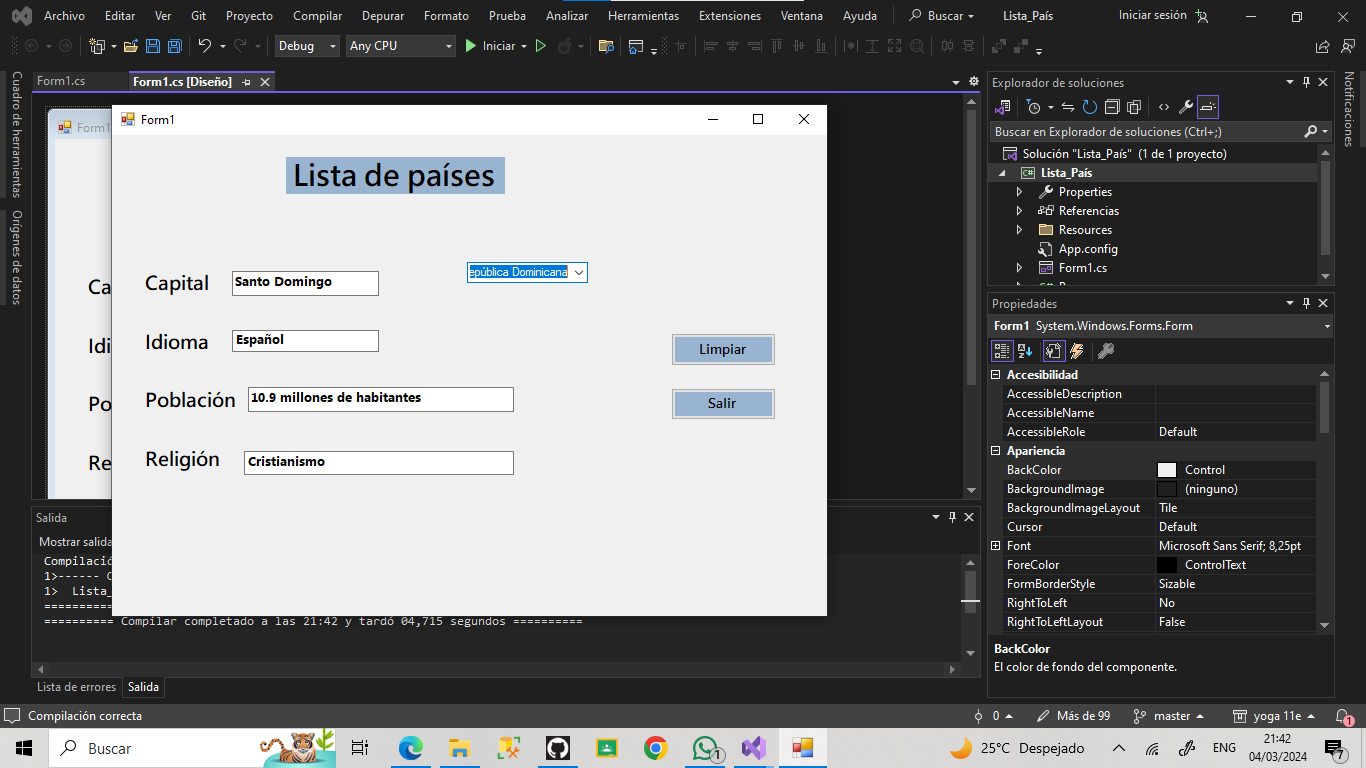 Archivo Editar Ver Git Proyecto Compilar Depurar Formato Prueba Analizar Herramientas Extensiones Ventana Ayuda Buscar Lista_País Iniciar sesión
Debug Any CPU Iniciar
Cuadro de herramientas
Orígenes de datos
Form1.cs Form1.cs [Diseño]
Form1
Ca
Idi
Po
Re
Form1
Lista de países
epública Dominicana
Capital Santo Domingo
Idioma Español
Población 10.9 millones de habitantes
Religión Cristianismo
Limpiar
Salir
Salida
Mostrar salida
Compilació
1>------ C
1> Lista_
==========
========== Compilar completado a las 21:42 y tardó 04,715 segundos ==========
Lista de errores Salida
Explorador de soluciones
Buscar en Explorador de soluciones (Ctrl+;)
Solución "Lista_País" (1 de 1 proyecto)
C# Lista_País
Properties
Referencias
Resources
App.config
Form1.cs
Notificaciones
Propiedades
Form1 System.Windows.Forms.Form
Accesibilidad
AccessibleDescription
AccessibleName
AccessibleRole Default
Apariencia
BackColor Control
BackgroundImage (ninguno)
BackgroundImageLayout Tile
Cursor Default
Font Microsoft Sans Serif; 8,25pt
ForeColor ControlText
FormBorderStyle Sizable
RightToLeft No
RightToLeftLayout False
BackColor
El color de fondo del componente.
Compilación correcta 0 Más de 99 master yoga 11e 1
Buscar 1 25°C Despejado ENG 21:42
04/03/2024 7